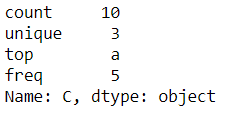 count     10
unique     3
top        a
freq       5
Name: C, dtype: object